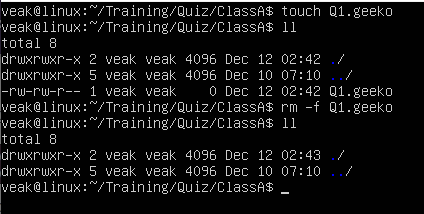 veak@linux:~/Training/Quiz/ClassA$ touch Q1.geeko
veak@linux:~/Training/Quiz/ClassA$ ll
total 8
drwxrwxr-x 2 veak veak 4096 Dec 12 02:42 ./
drwxrwxr-x 5 veak veak 4096 Dec 10 07:10 ../
-rw-rw-r-- 1 veak veak    0 Dec 12 02:42 Q1.geeko
veak@linux:~/Training/Quiz/ClassA$ rm -f Q1.geeko
veak@linux:~/Training/Quiz/ClassA$ ll
total 8
drwxrwxr-x 2 veak veak 4096 Dec 12 02:43 ./
drwxrwxr-x 5 veak veak 4096 Dec 10 07:10 ../
veak@linux:~/Training/Quiz/ClassA$ _